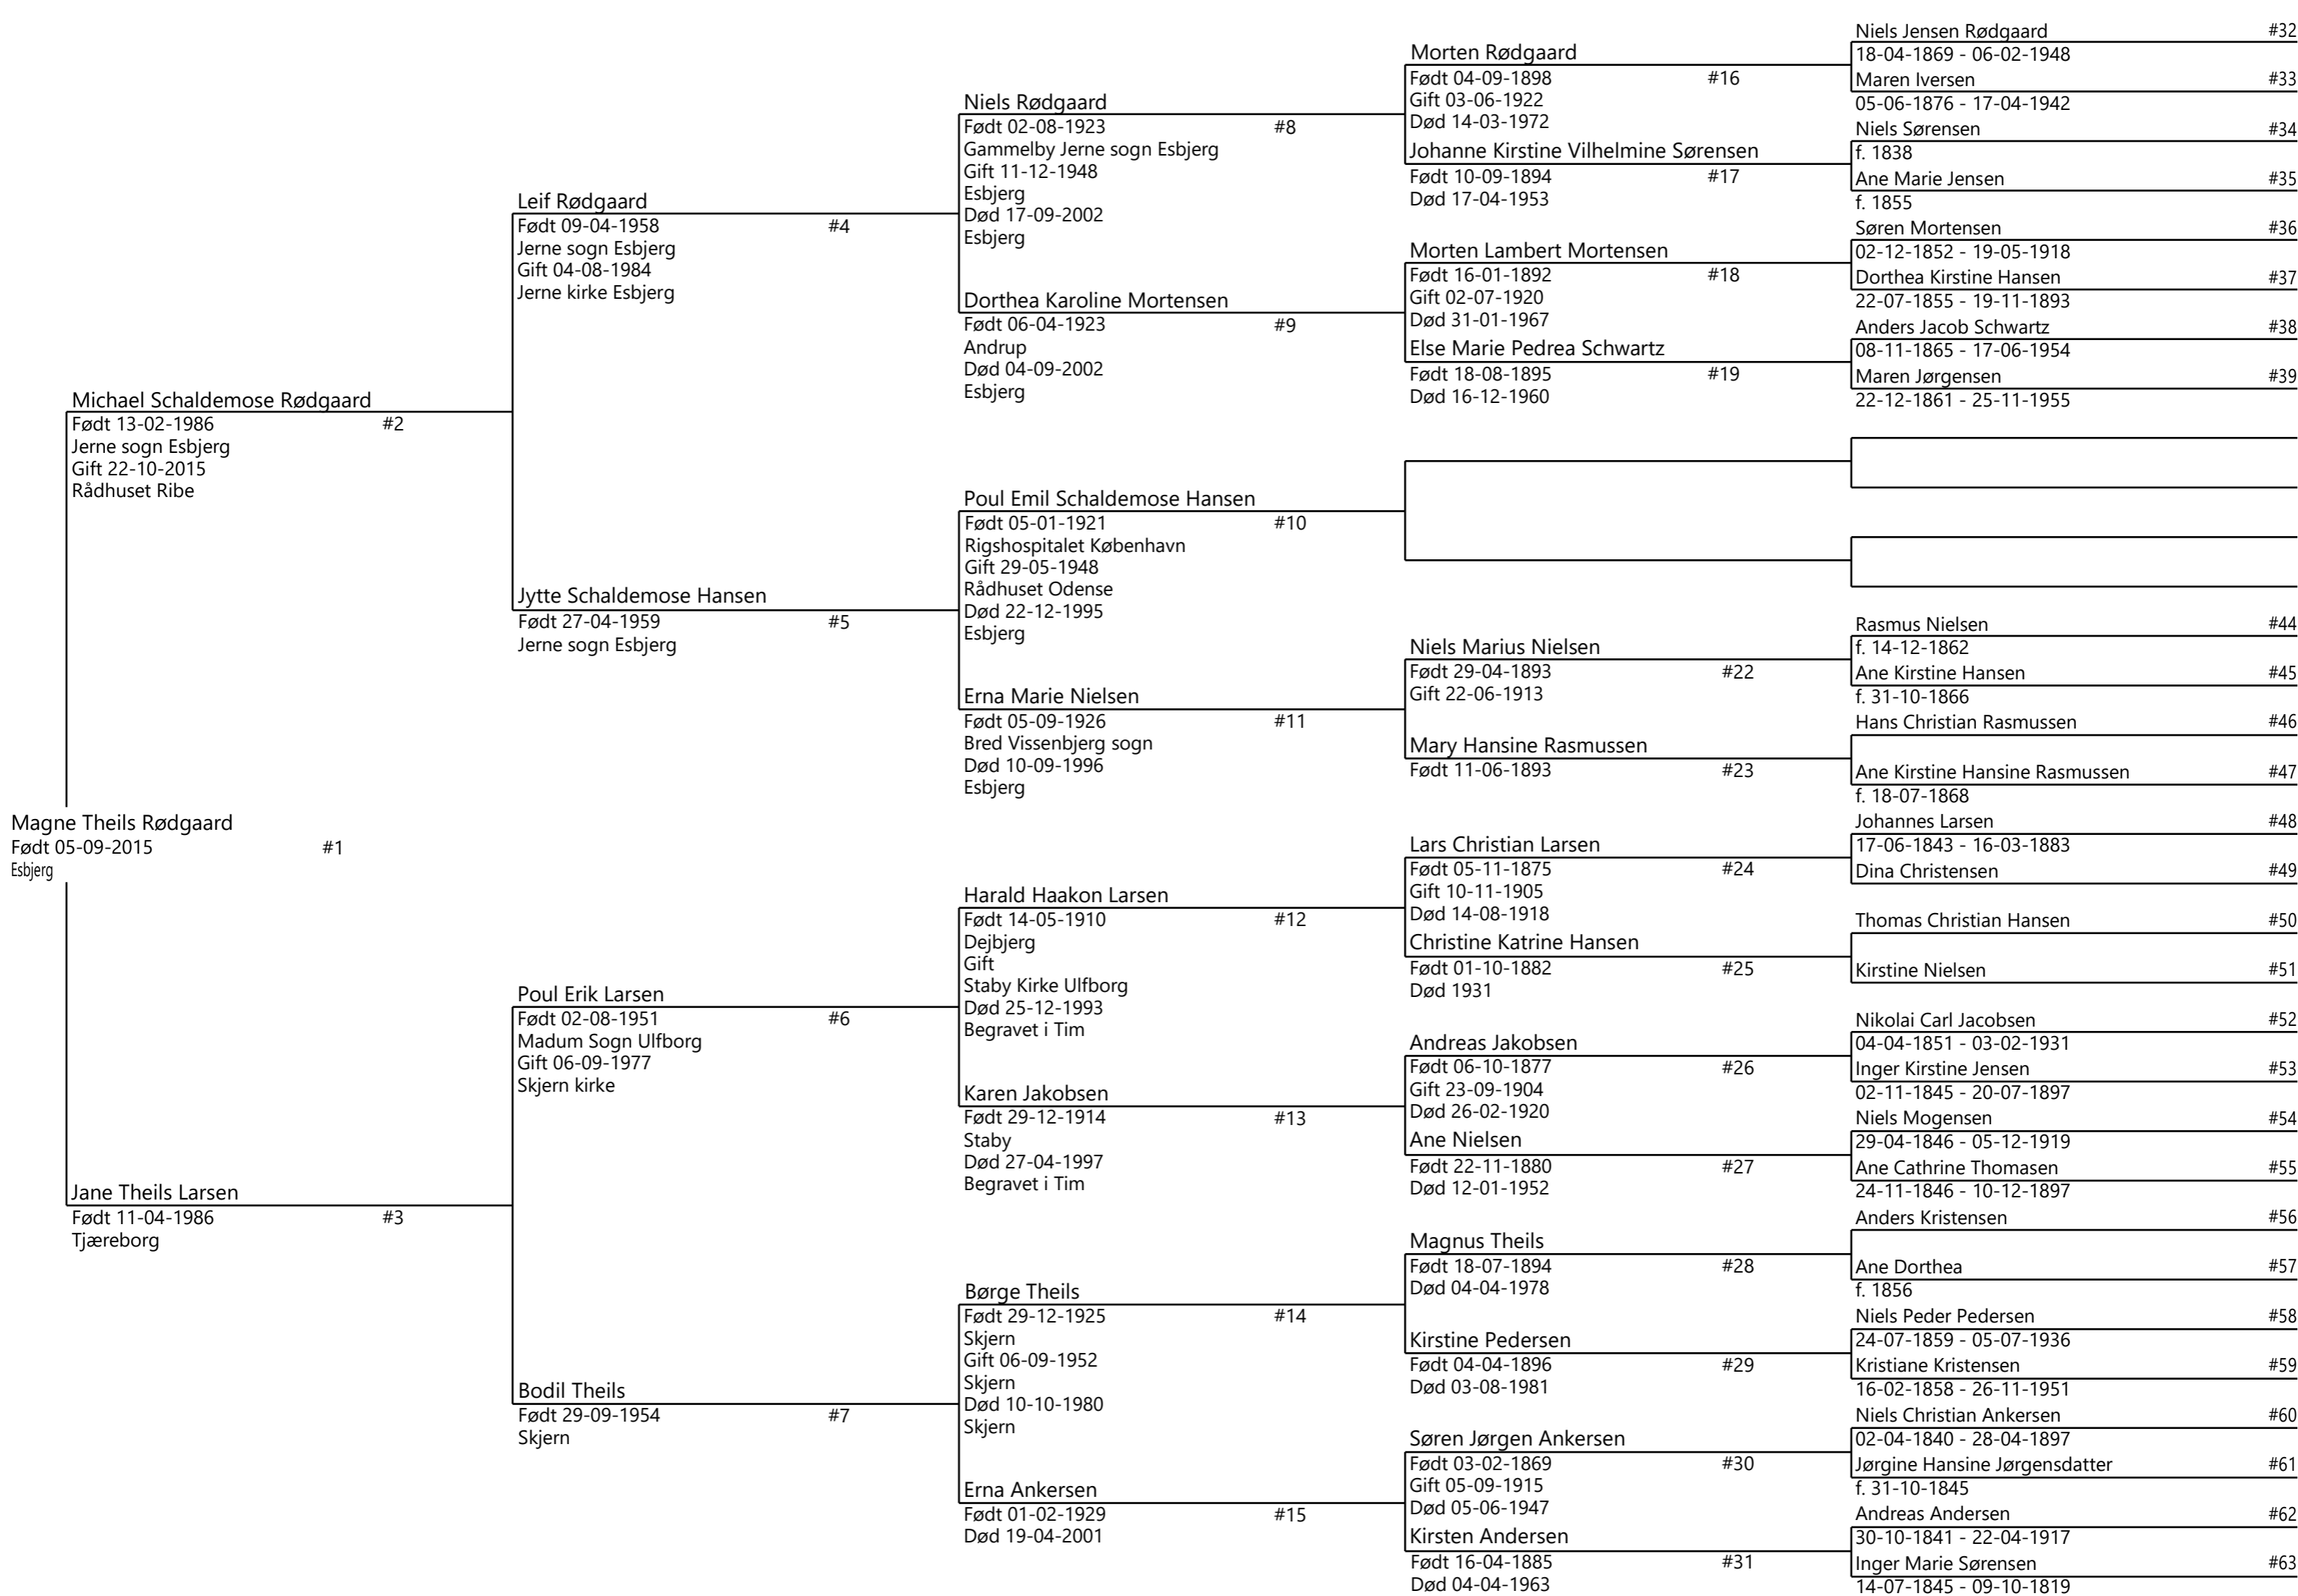 Magne Theils Rødgaard
Født 05-09-2015 #1
Esbjerg
Michael Schaldemose Rødgaard
Født 13-02-1986 #2
Jerne sogn Esbjerg
Gift 22-10-2015
Rådhuset Ribe
Jane Theils Larsen
Født 11-04-1986 #3
Tjæreborg
Leif Rødgaard
Født 09-04-1958 #4
Jerne sogn Esbjerg
Gift 04-08-1984
Jerne kirke Esbjerg
Jytte Schaldemose Hansen
Født 27-04-1959 #5
Jerne sogn Esbjerg
Poul Erik Larsen
Født 02-08-1951 #6
Madum Sogn Ulfborg
Gift 06-09-1977
Skjern kirke
Bodil Theils
Født 29-09-1954 #7
Skjern
Niels Rødgaard
Født 02-08-1923 #8
Gammelby Jerne sogn Esbjerg
Gift 11-12-1948
Esbjerg
Død 17-09-2002
Esbjerg
Dorthea Karoline Mortensen
Født 06-04-1923 #9
Andrup
Død 04-09-2002
Esbjerg
Poul Emil Schaldemose Hansen
Født 05-01-1921 #10
Rigshospitalet København
Gift 29-05-1948
Rådhuset Odense
Død 22-12-1995
Esbjerg
Erna Marie Nielsen
Født 05-09-1926 #11
Bred Vissenbjerg sogn
Død 10-09-1996
Esbjerg
Harald Haakon Larsen
Født 14-05-1910 #12
Dejbjerg
Gift
Staby Kirke Ulfborg
Død 25-12-1993
Begravet i Tim
Karen Jakobsen
Født 29-12-1914 #13
Staby
Død 27-04-1997
Begravet i Tim
Børge Theils
Født 29-12-1925 #14
Skjern
Gift 06-09-1952
Skjern
Død 10-10-1980
Skjern
Erna Ankersen
Født 01-02-1929 #15
Død 19-04-2001
Morten Rødgaard
Født 04-09-1898 #16
Gift 03-06-1922
Død 14-03-1972
Johanne Kirstine Vilhelmine Sørensen
Født 10-09-1894 #17
Død 17-04-1953
Morten Lambert Mortensen
Født 16-01-1892 #18
Gift 02-07-1920
Død 31-01-1967
Else Marie Pedrea Schwartz
Født 18-08-1895 #19
Død 16-12-1960
Niels Marius Nielsen
Født 29-04-1893 #22
Gift 22-06-1913
Mary Hansine Rasmussen
Født 11-06-1893 #23
Lars Christian Larsen
Født 05-11-1875 #24
Gift 10-11-1905
Død 14-08-1918
Christine Katrine Hansen
Født 01-10-1882 #25
Død 1931
Andreas Jakobsen
Født 06-10-1877 #26
Gift 23-09-1904
Død 26-02-1920
Ane Nielsen
Født 22-11-1880 #27
Død 12-01-1952
Magnus Theils
Født 18-07-1894 #28
Død 04-04-1978
Kirstine Pedersen
Født 04-04-1896 #29
Død 03-08-1981
Søren Jørgen Ankersen
Født 03-02-1869 #30
Gift 05-09-1915
Død 05-06-1947
Kirsten Andersen
Født 16-04-1885 #31
Død 04-04-1963
Niels Jensen Rødgaard #32
18-04-1869 - 06-02-1948
Maren Iversen #33
05-06-1876 - 17-04-1942
Niels Sørensen #34
f. 1838
Ane Marie Jensen #35
f. 1855
Søren Mortensen #36
02-12-1852 - 19-05-1918
Dorthea Kirstine Hansen #37
22-07-1855 - 19-11-1893
Anders Jacob Schwartz #38
08-11-1865 - 17-06-1954
Maren Jørgensen #39
22-12-1861 - 25-11-1955
Rasmus Nielsen #44
f. 14-12-1862
Ane Kirstine Hansen #45
f. 31-10-1866
Hans Christian Rasmussen #46
Ane Kirstine Hansine Rasmussen #47
f. 18-07-1868
Johannes Larsen #48
17-06-1843 - 16-03-1883
Dina Christensen #49
Thomas Christian Hansen #50
Kirstine Nielsen #51
Nikolai Carl Jacobsen #52
04-04-1851 - 03-02-1931
Inger Kirstine Jensen #53
02-11-1845 - 20-07-1897
Niels Mogensen #54
29-04-1846 - 05-12-1919
Ane Cathrine Thomasen #55
24-11-1846 - 10-12-1897
Anders Kristensen #56
Ane Dorthea #57
f. 1856
Niels Peder Pedersen #58
24-07-1859 - 05-07-1936
Kristiane Kristensen #59
16-02-1858 - 26-11-1951
Niels Christian Ankersen #60
02-04-1840 - 28-04-1897
Jørgine Hansine Jørgensdatter #61
f. 31-10-1845
Andreas Andersen #62
30-10-1841 - 22-04-1917
Inger Marie Sørensen #63
14-07-1845 - 09-10-1819